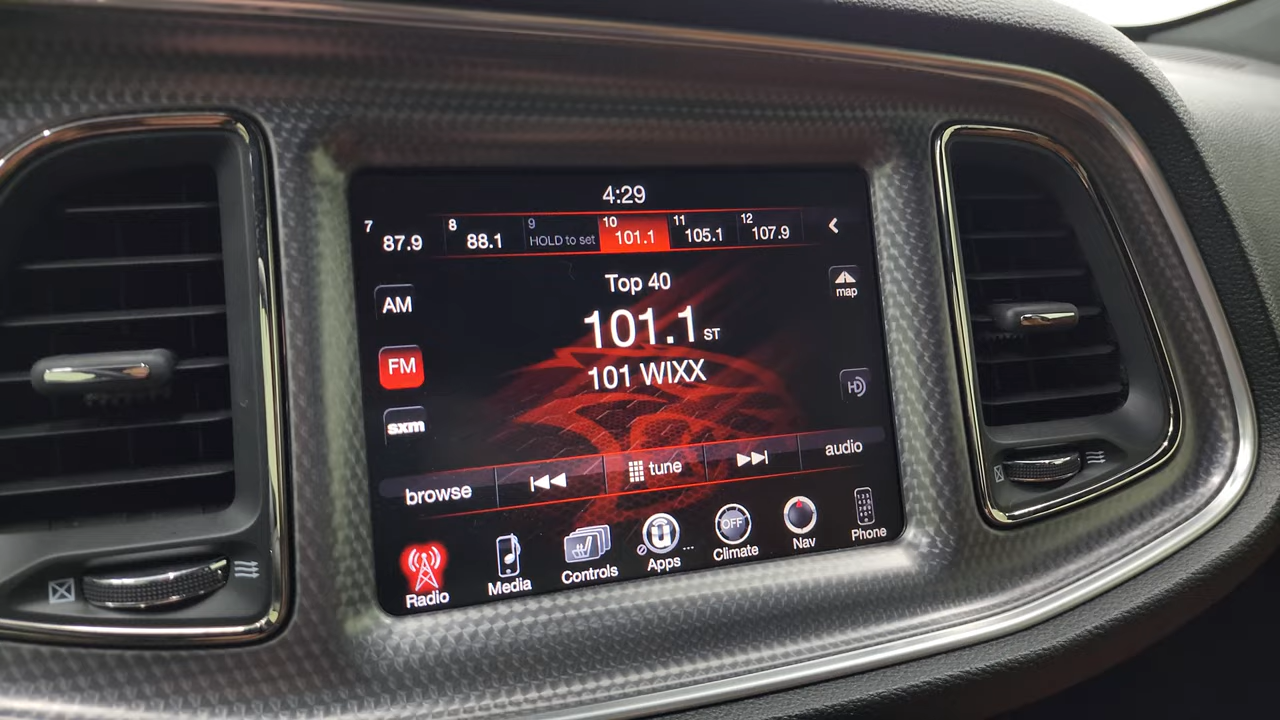 4:29
7 87.9 8 88.1 9 HOLD to set 10 101.1 11 105.1 12 107.9
Top 40
map
AM
101.1 ST
FM
101 WIXX
HD
sxm
browse tune audio
OFF
Radio Media Controls Apps ... Climate Nav Phone